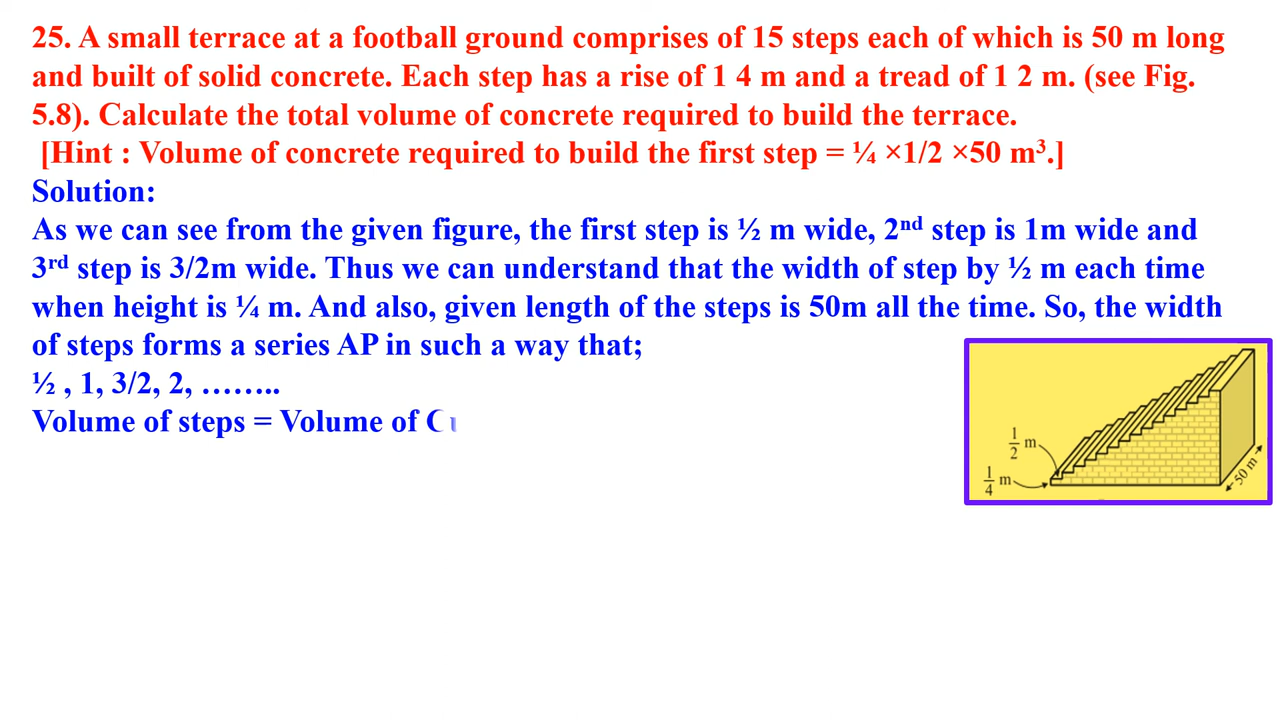 25. A small terrace at a football ground comprises of 15 steps each of which is 50 m long
and built of solid concrete. Each step has a rise of 1 4 m and a tread of 1 2 m. (see Fig.
5.8). Calculate the total volume of concrete required to build the terrace.
[Hint : Volume of concrete required to build the first step = ¼ ×1/2 ×50 m³.]
Solution:
As we can see from the given figure, the first step is ½ m wide, 2nd step is 1m wide and
3rd step is 3/2m wide. Thus we can understand that the width of step by ½ m each time
when height is ¼ m. And also, given length of the steps is 50m all the time. So, the width
of steps forms a series AP in such a way that;
½ , 1, 3/2, 2, ……..
Volume of steps = Volume of
1/2 m
1/4 m
50 m